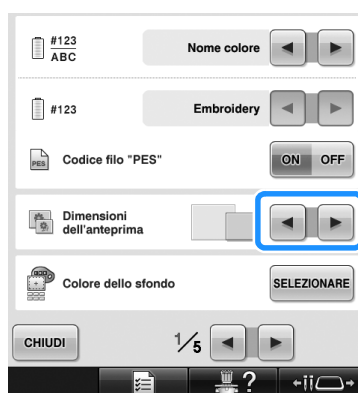 #123
ABC
Nome colore
#123
Embroidery
PES
Codice filo "PES"
ON OFF
Dimensioni
dell'anteprima
Colore dello sfondo
SELEZIONARE
CHIUDI
1/5
?